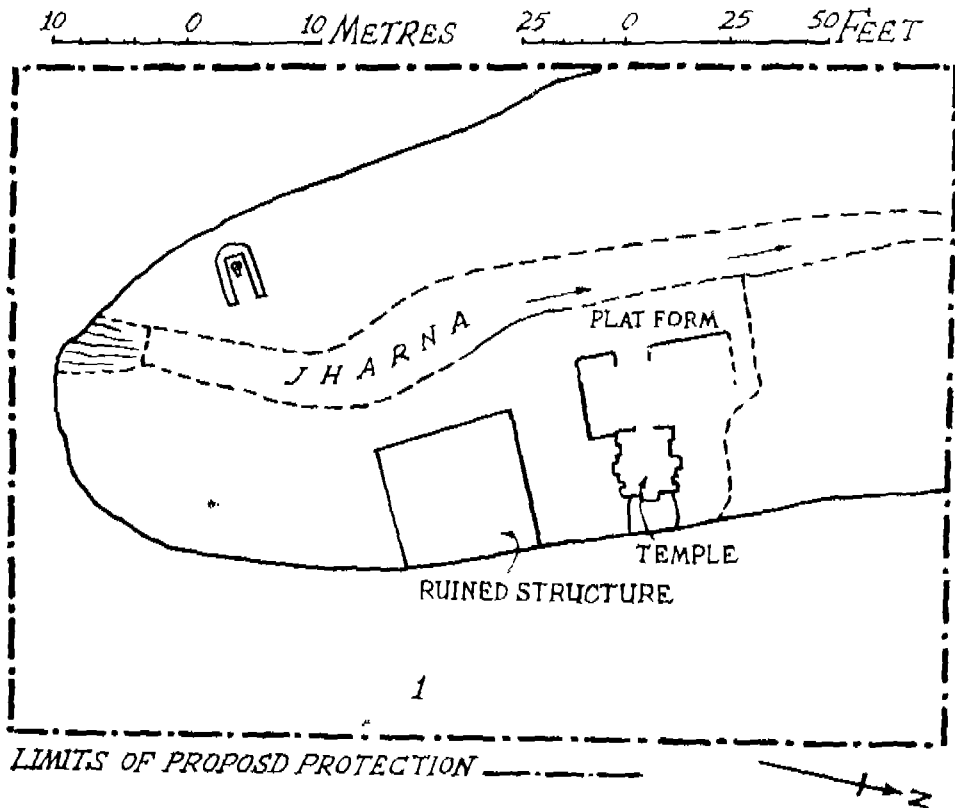 10 0 10 METRES 25 0 25 50 FEET
JHARNA
PLAT FORM
TEMPLE
RUINED STRUCTURE
1
LIMITS OF PROPOSD PROTECTION
N